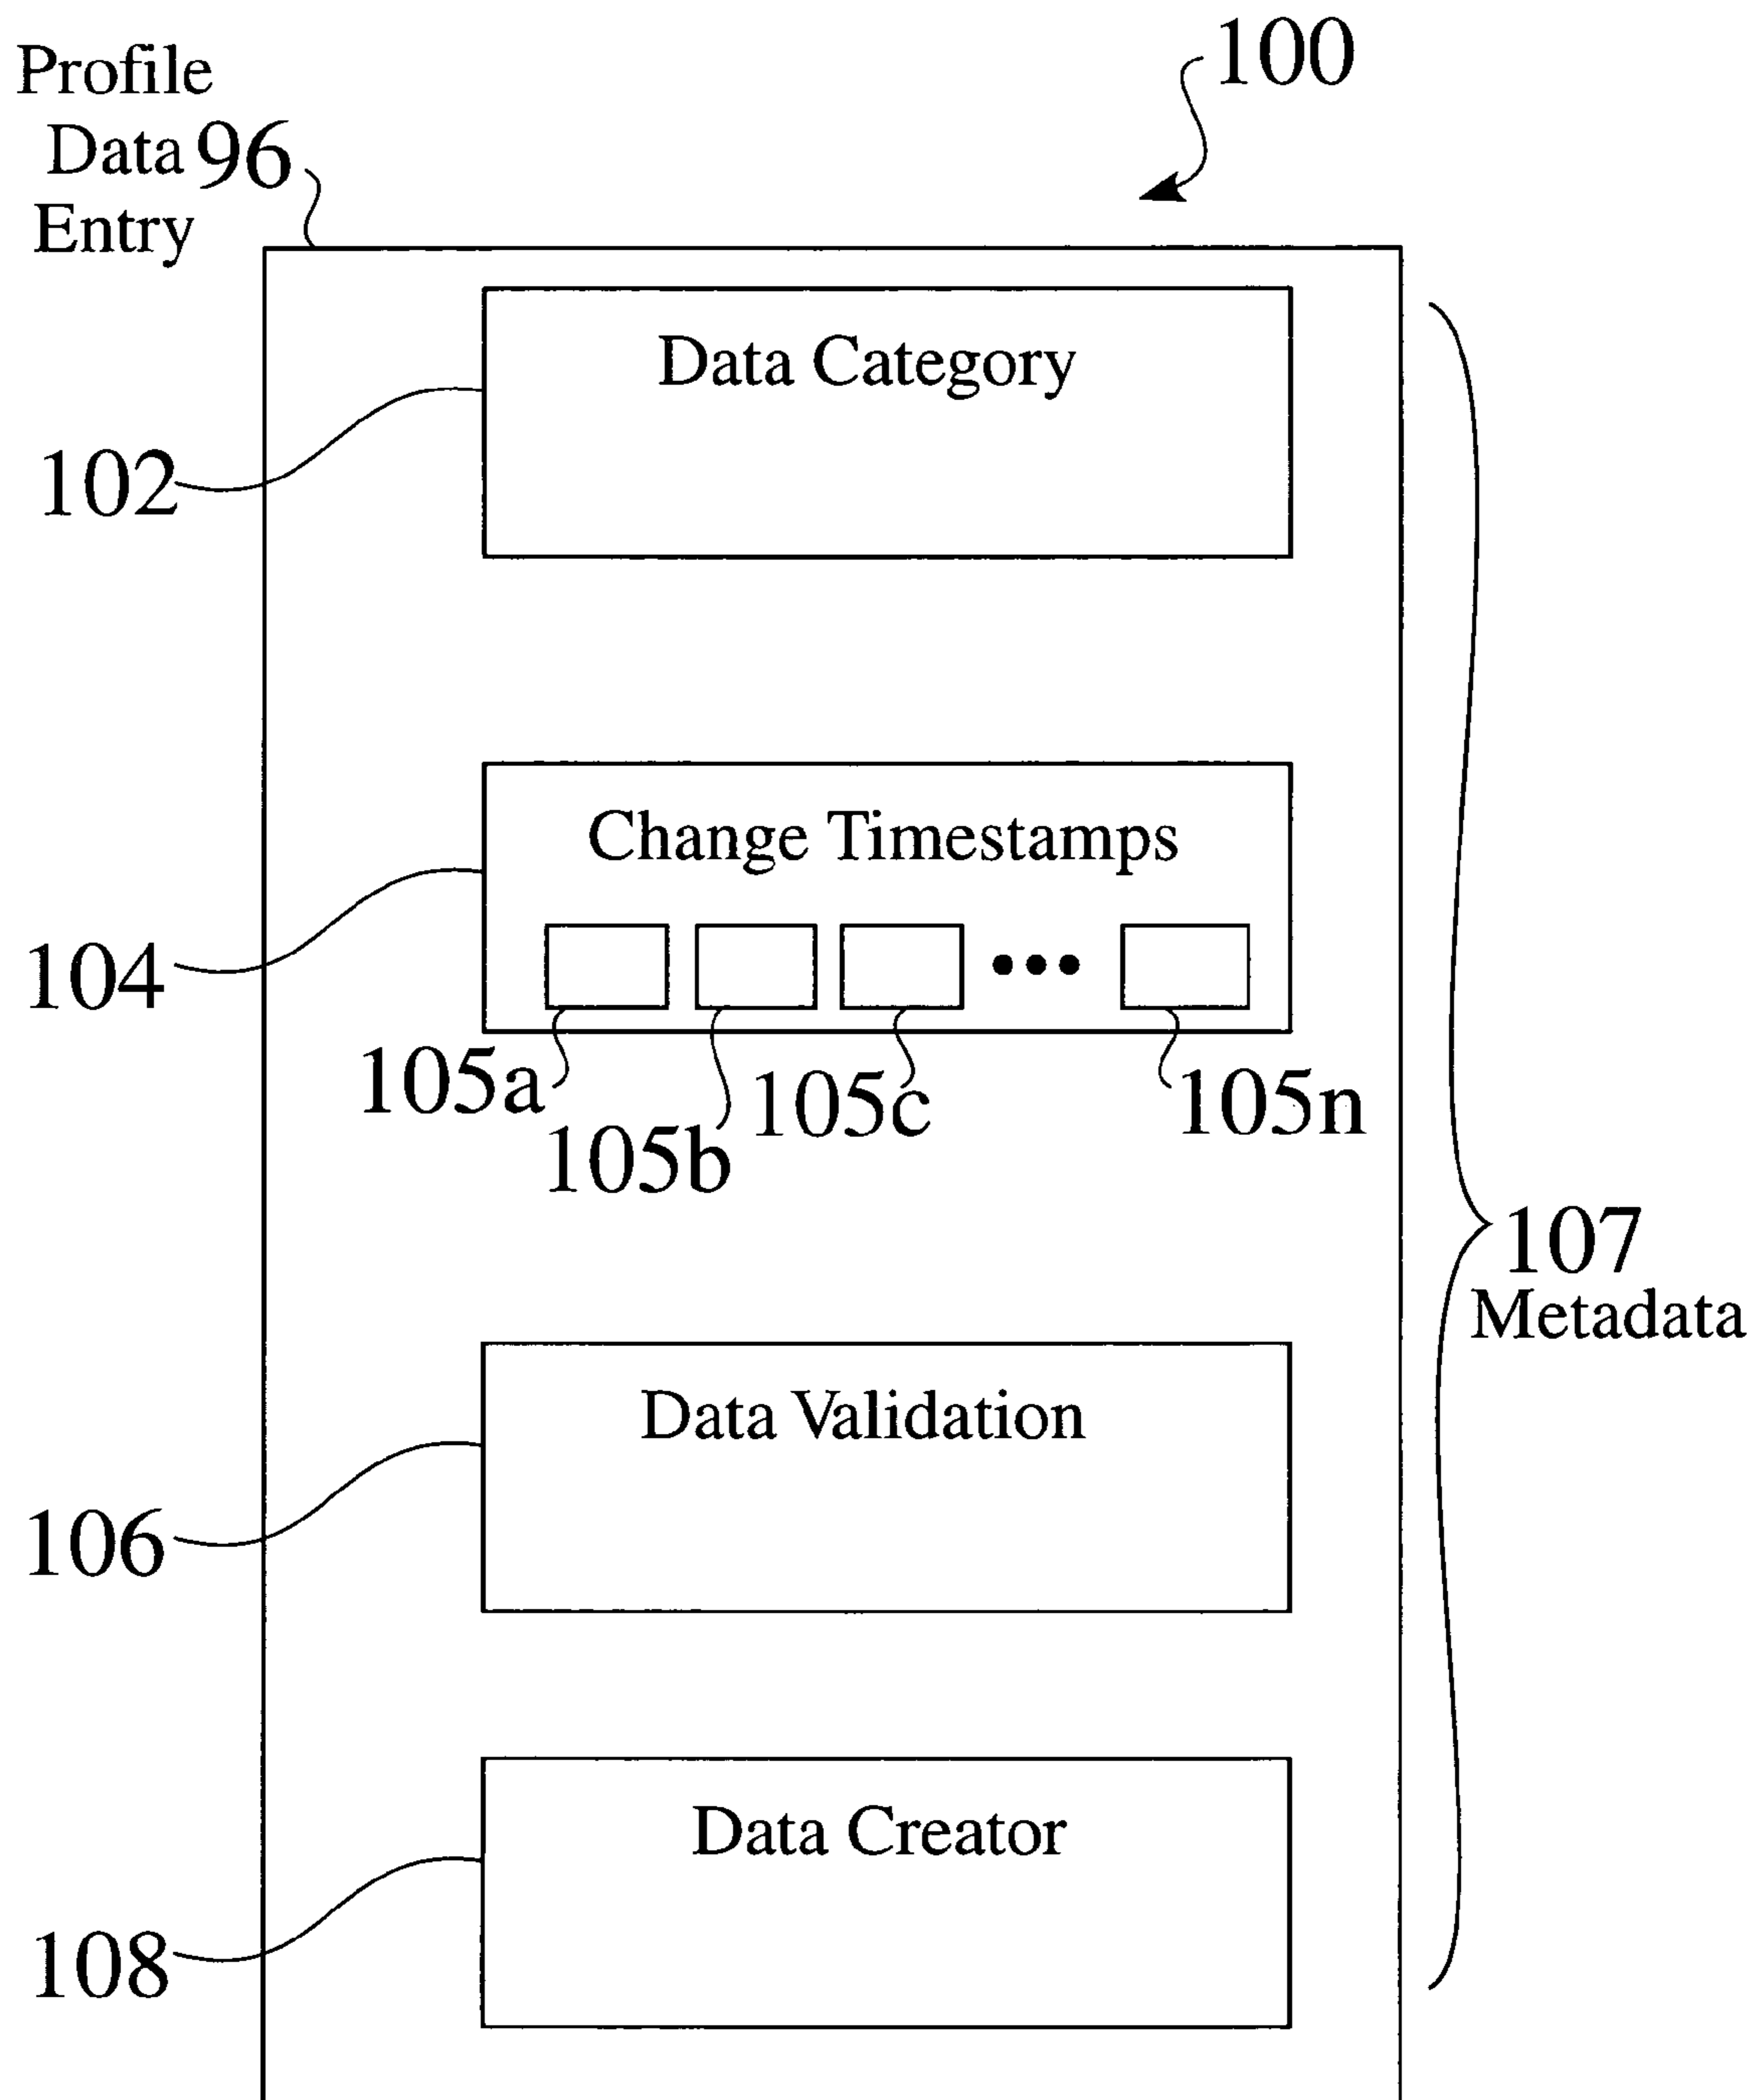 100
Profile
Data 96
Entry
Data Category
102
Change Timestamps
104
105a
105b
105c
105n
107
Metadata
Data Validation
106
Data Creator
108